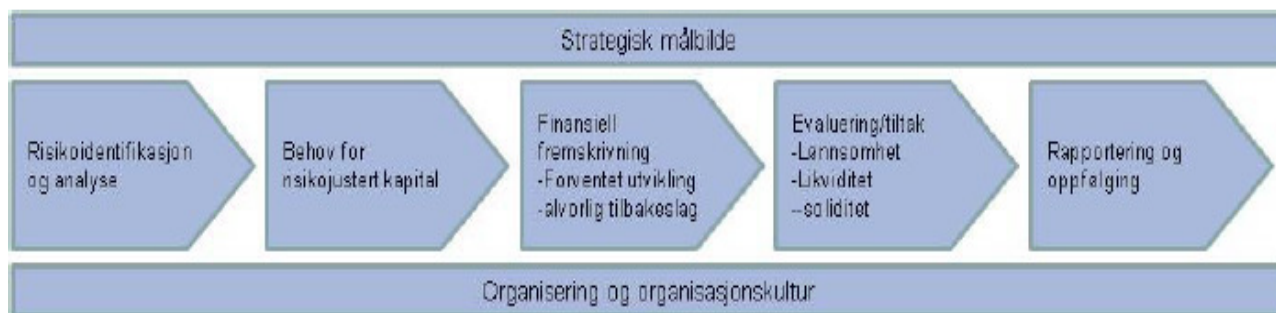 Strategisk målbilde
Risikoidentifikasjon
og analyse
Behov for
risikojustert kapital
Finansiell
fremskrivning
-Forventet utvikling
-alvorlig tilbakeslag
Evaluering/tiltak
-Lønnsomhet
-Likviditet
--soliditet
Rapportering og
oppfølging
Organisering og organisasjonskultur